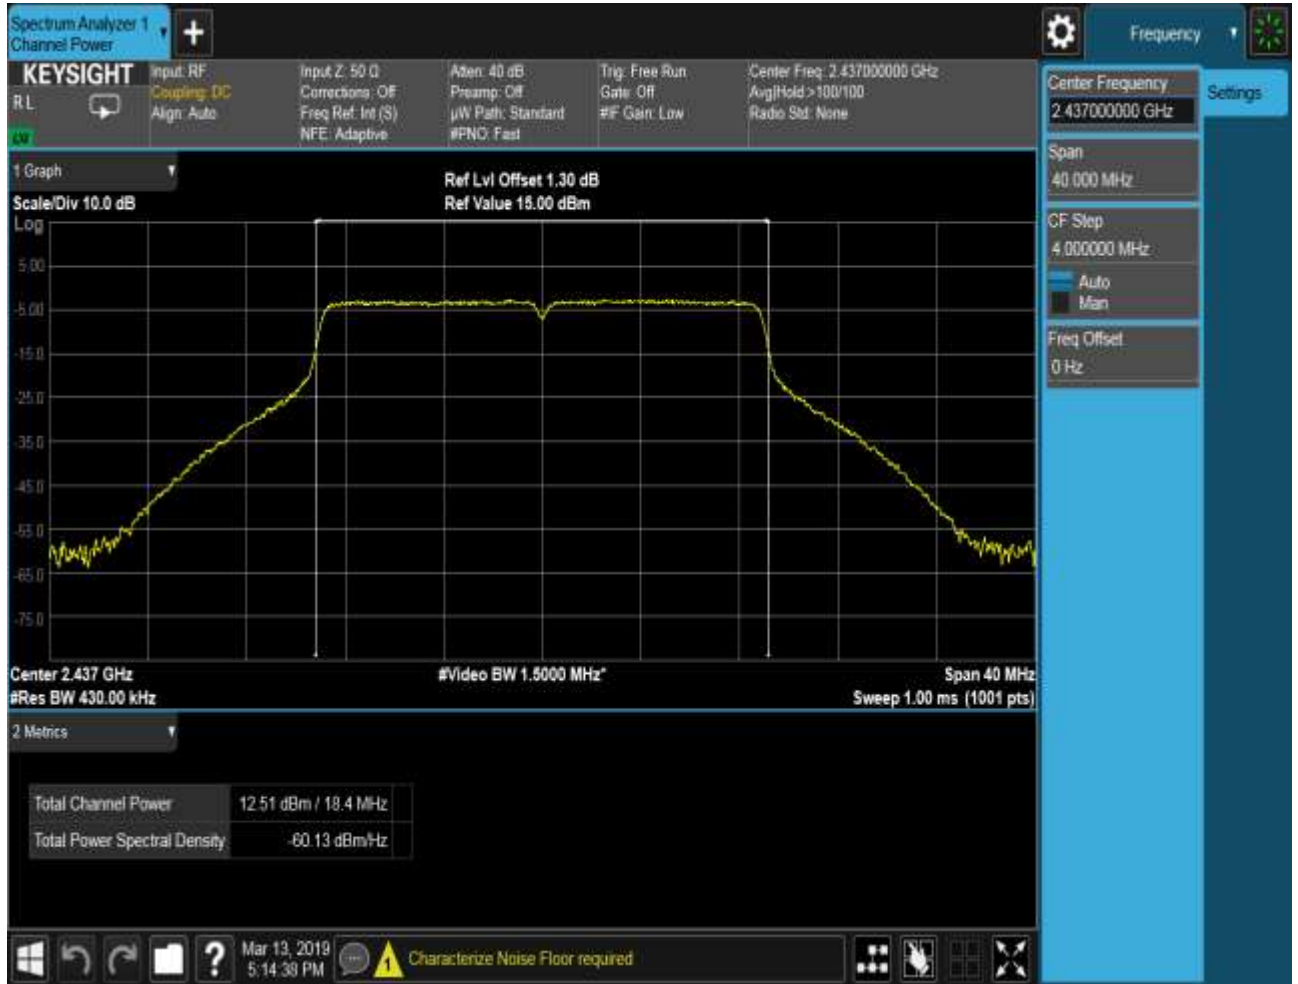 Spectrum Analyzer 1
Channel Power
Frequency
KEYSIGHT
RL
Input: RF
Coupling: DC
Align: Auto
Input Z: 50 Ω
Corrections: Off
Freq Ref: Int (S)
NFE: Adaptive
Atten: 40 dB
Preamp: Off
µW Path: Standard
#PNO: Fast
Trig: Free Run
Gate: Off
#IF Gain: Low
Center Freq: 2.437000000 GHz
Avg|Hold:>100/100
Radio Std: None
Center Frequency
2.437000000 GHz
Settings
Span
40.000 MHz
CF Step
4.000000 MHz
Auto
Man
Freq Offset
0 Hz
1 Graph
Scale/Div 10.0 dB
Ref Lvl Offset 1.30 dB
Ref Value 15.00 dBm
Log
5.00
-5.00
-15.0
-25.0
-35.0
-45.0
-55.0
-65.0
-75.0
Center 2.437 GHz
#Res BW 430.00 kHz
#Video BW 1.5000 MHz*
Span 40 MHz
Sweep 1.00 ms (1001 pts)
2 Metrics
Total Channel Power 12.51 dBm / 18.4 MHz
Total Power Spectral Density -60.13 dBm/Hz
?
Mar 13, 2019
5:14:38 PM
1
Characterize Noise Floor required